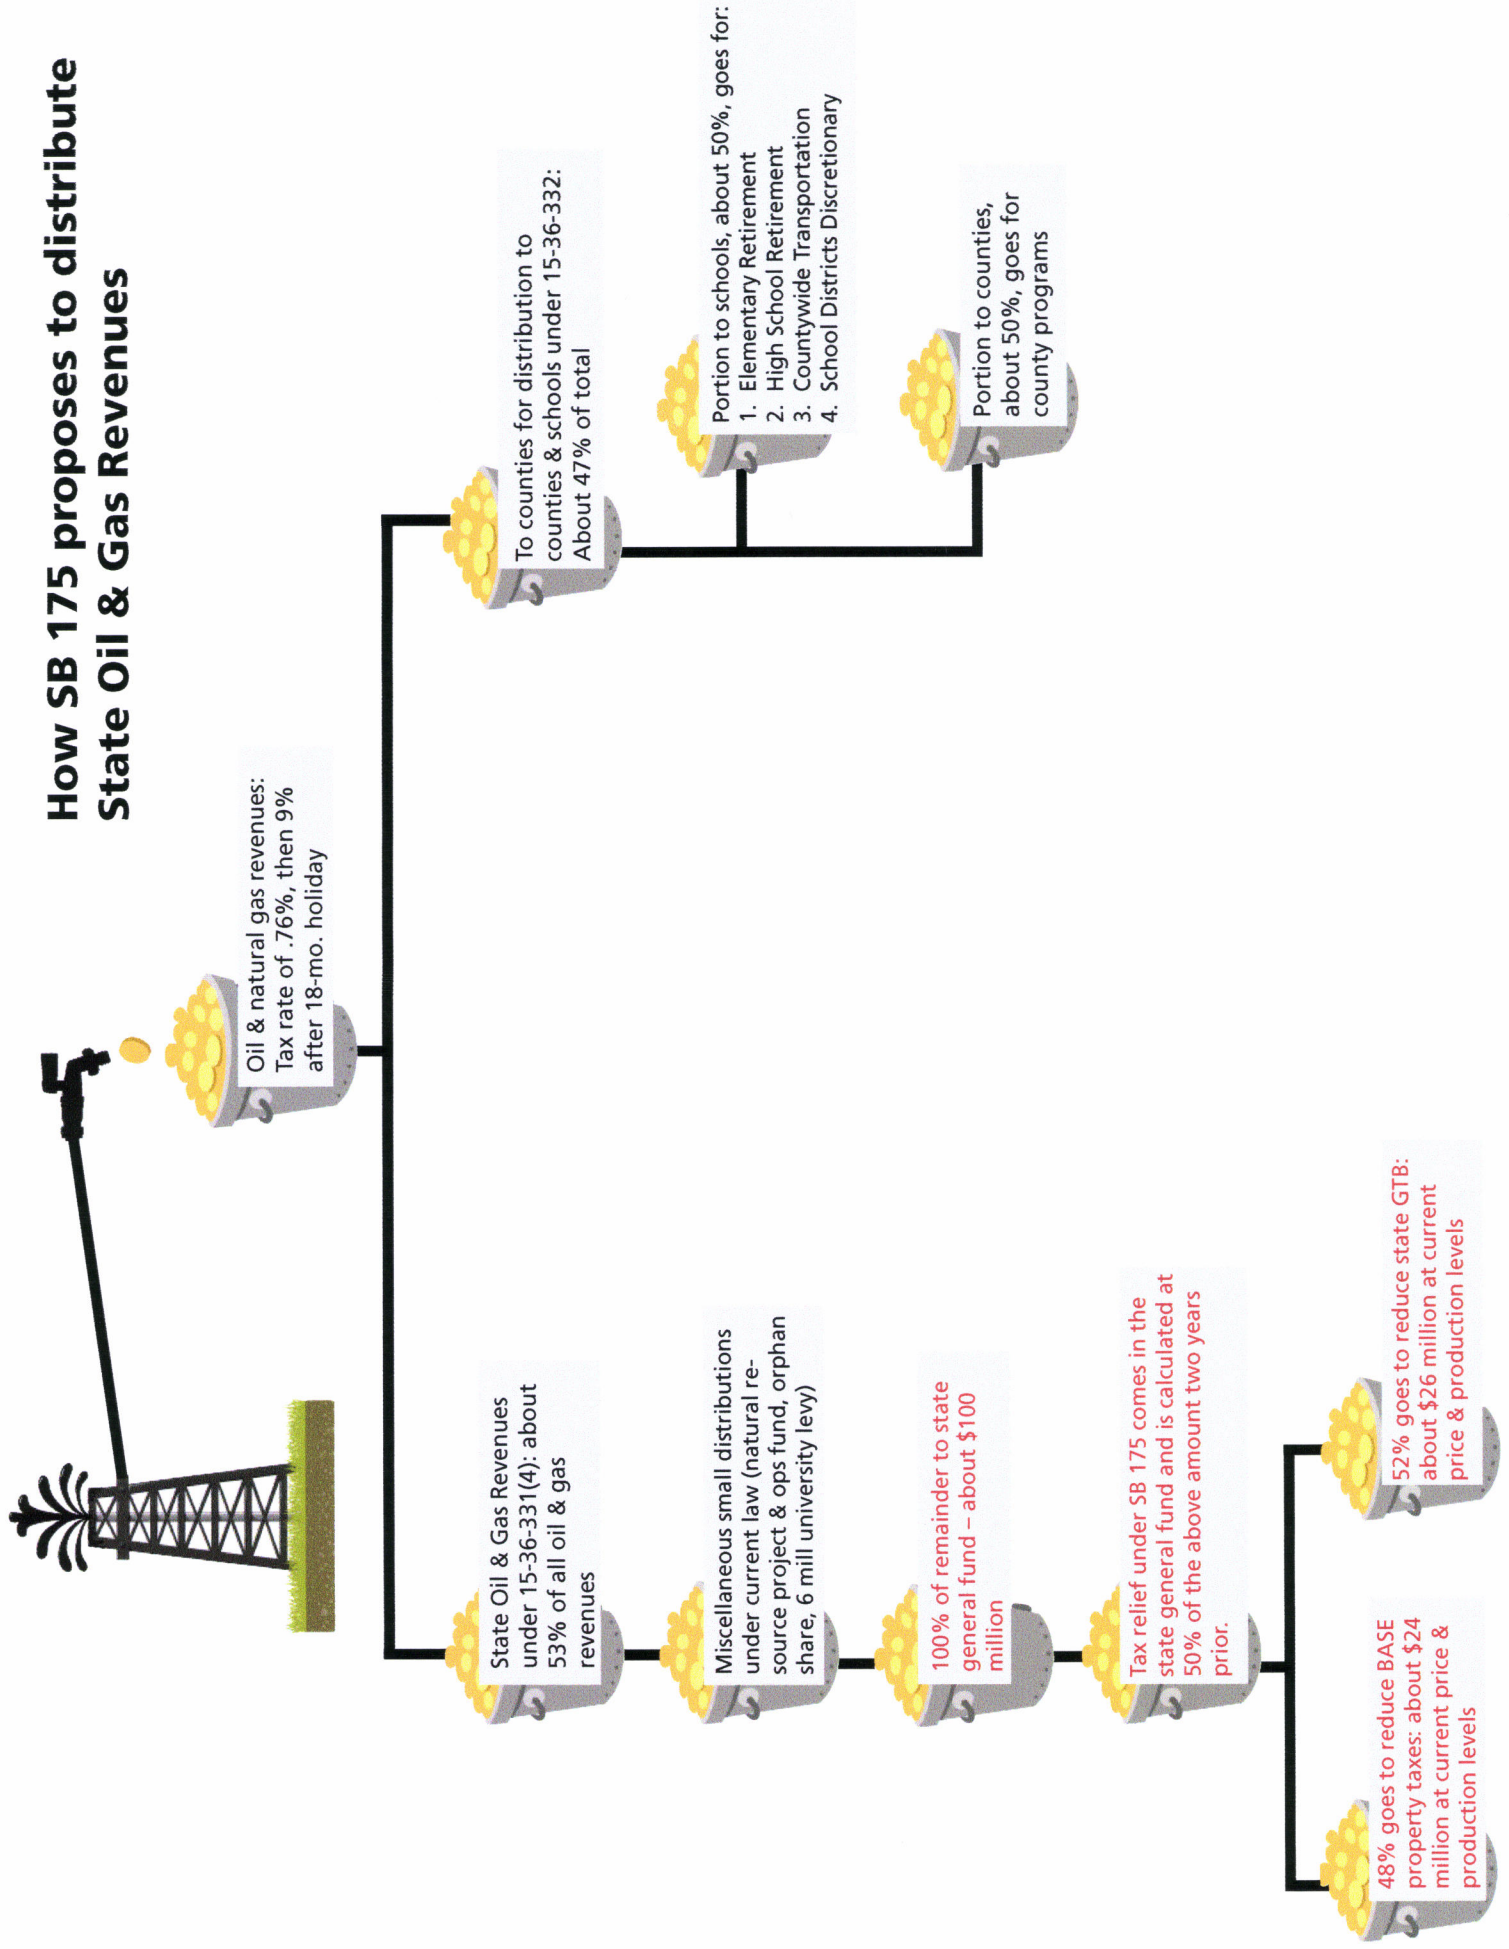 How SB 175 proposes to distribute
State Oil & Gas Revenues
Oil & natural gas revenues:
Tax rate of .76%, then 9%
after 18-mo. holiday
State Oil & Gas Revenues
under 15-36-331(4): about
53% of all oil & gas
revenues
Miscellaneous small distributions
under current law (natural re-
source project & ops fund, orphan
share, 6 mill university levy)
100% of remainder to state
general fund – about $100
million
Tax relief under SB 175 comes in the
state general fund and is calculated at
50% of the above amount two years
prior.
48% goes to reduce BASE
property taxes: about $24
million at current price &
production levels
52% goes to reduce state GTB:
about $26 million at current
price & production levels
To counties for distribution to
counties & schools under 15-36-332:
About 47% of total
Portion to schools, about 50%, goes for:
1. Elementary Retirement
2. High School Retirement
3. Countywide Transportation
4. School Districts Discretionary
Portion to counties,
about 50%, goes for
county programs